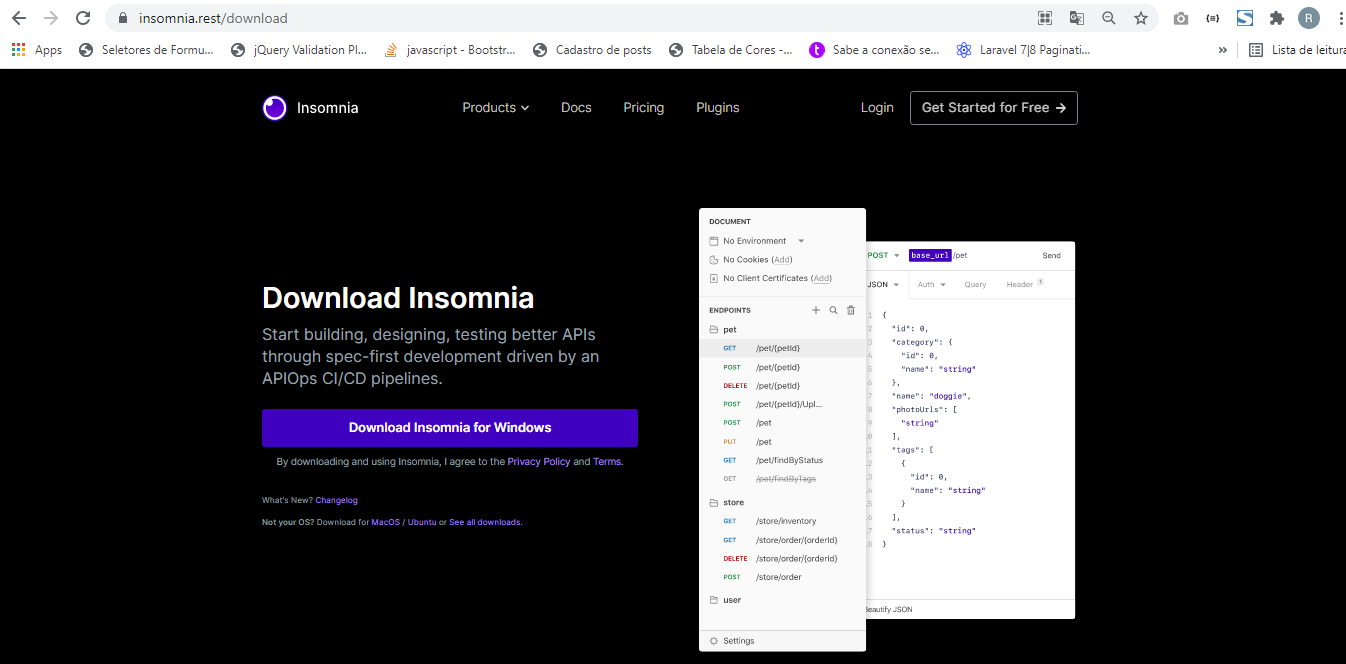 insomnia.rest/download
Apps Seletores de Formu... jQuery Validation Pl... javascript - Bootstr... Cadastro de posts Tabela de Cores -... Sabe a conexão se... Laravel 7|8 Paginati... » Lista de leitura
R
Insomnia Products Docs Pricing Plugins Login Get Started for Free →
Download Insomnia
Start building, designing, testing better APIs
through spec-first development driven by an
APIOps CI/CD pipelines.
Download Insomnia for Windows
By downloading and using Insomnia, I agree to the Privacy Policy and Terms.
What's New? Changelog
Not your OS? Download for MacOS / Ubuntu or See all downloads.
DOCUMENT
No Environment
No Cookies (Add)
No Client Certificates (Add)
ENDPOINTS
pet
GET /pet/{petId}
POST /pet/{petId}
DELETE /pet/{petId}
POST /pet/{petId}/Upl...
POST /pet
PUT /pet
GET /pet/findByStatus
GET /pet/findByTags
store
GET /store/inventory
GET /store/order/{orderId}
DELETE /store/order/{orderId}
POST /store/order
user
Settings
POST base_url /pet Send
JSON Auth Query Header 1
{
"id": 0,
"category": {
"id": 0,
"name": "string"
},
"name": "doggie",
"photoUrls": [
"string"
],
"tags": [
{
"id": 0,
"name": "string"
}
],
"status": "string"
}
Beautify JSON